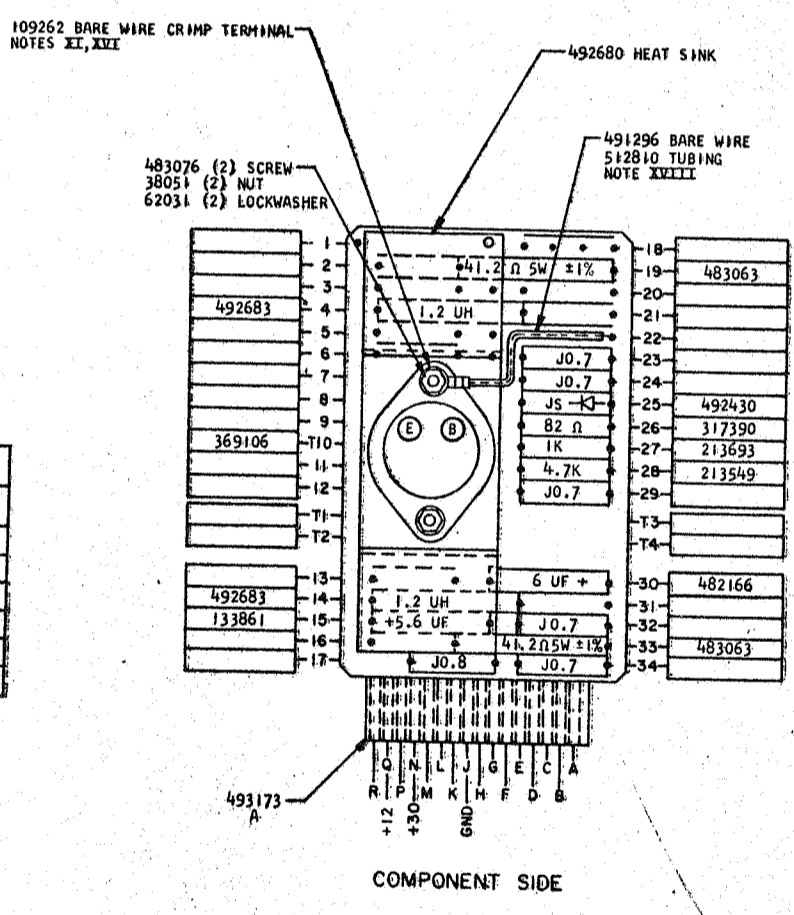 109262 BARE WIRE CRIMP TERMINAL
NOTES XI, XVI
492680 HEAT SINK
491296 BARE WIRE
512810 TUBING
NOTE XVIII
483076 (2) SCREW
38051 (2) NUT
62031 (2) LOCKWASHER
1 18
2 41.2 Ω 5W ±1% 19 483063
3 20
492683 4 1.2 UH 21
5 22
6 J0.7 23
7 J0.7 24
8 JS 25 492430
9 E B 82 Ω 26 317390
369106 T10 1K 27 213693
11 4.7K 28 213549
12 J0.7 29
T1 T3
T2 T4
13 6 UF + 30 482166
492683 14 1.2 UH 31
133861 15 +5.6 UF J0.7 32
16 41.2Ω5W ±1% 33 483063
17 J0.8 J0.7 34
Q N L J G E C A
R P M K H F D B
+12 +30 GND
493173
A
COMPONENT SIDE